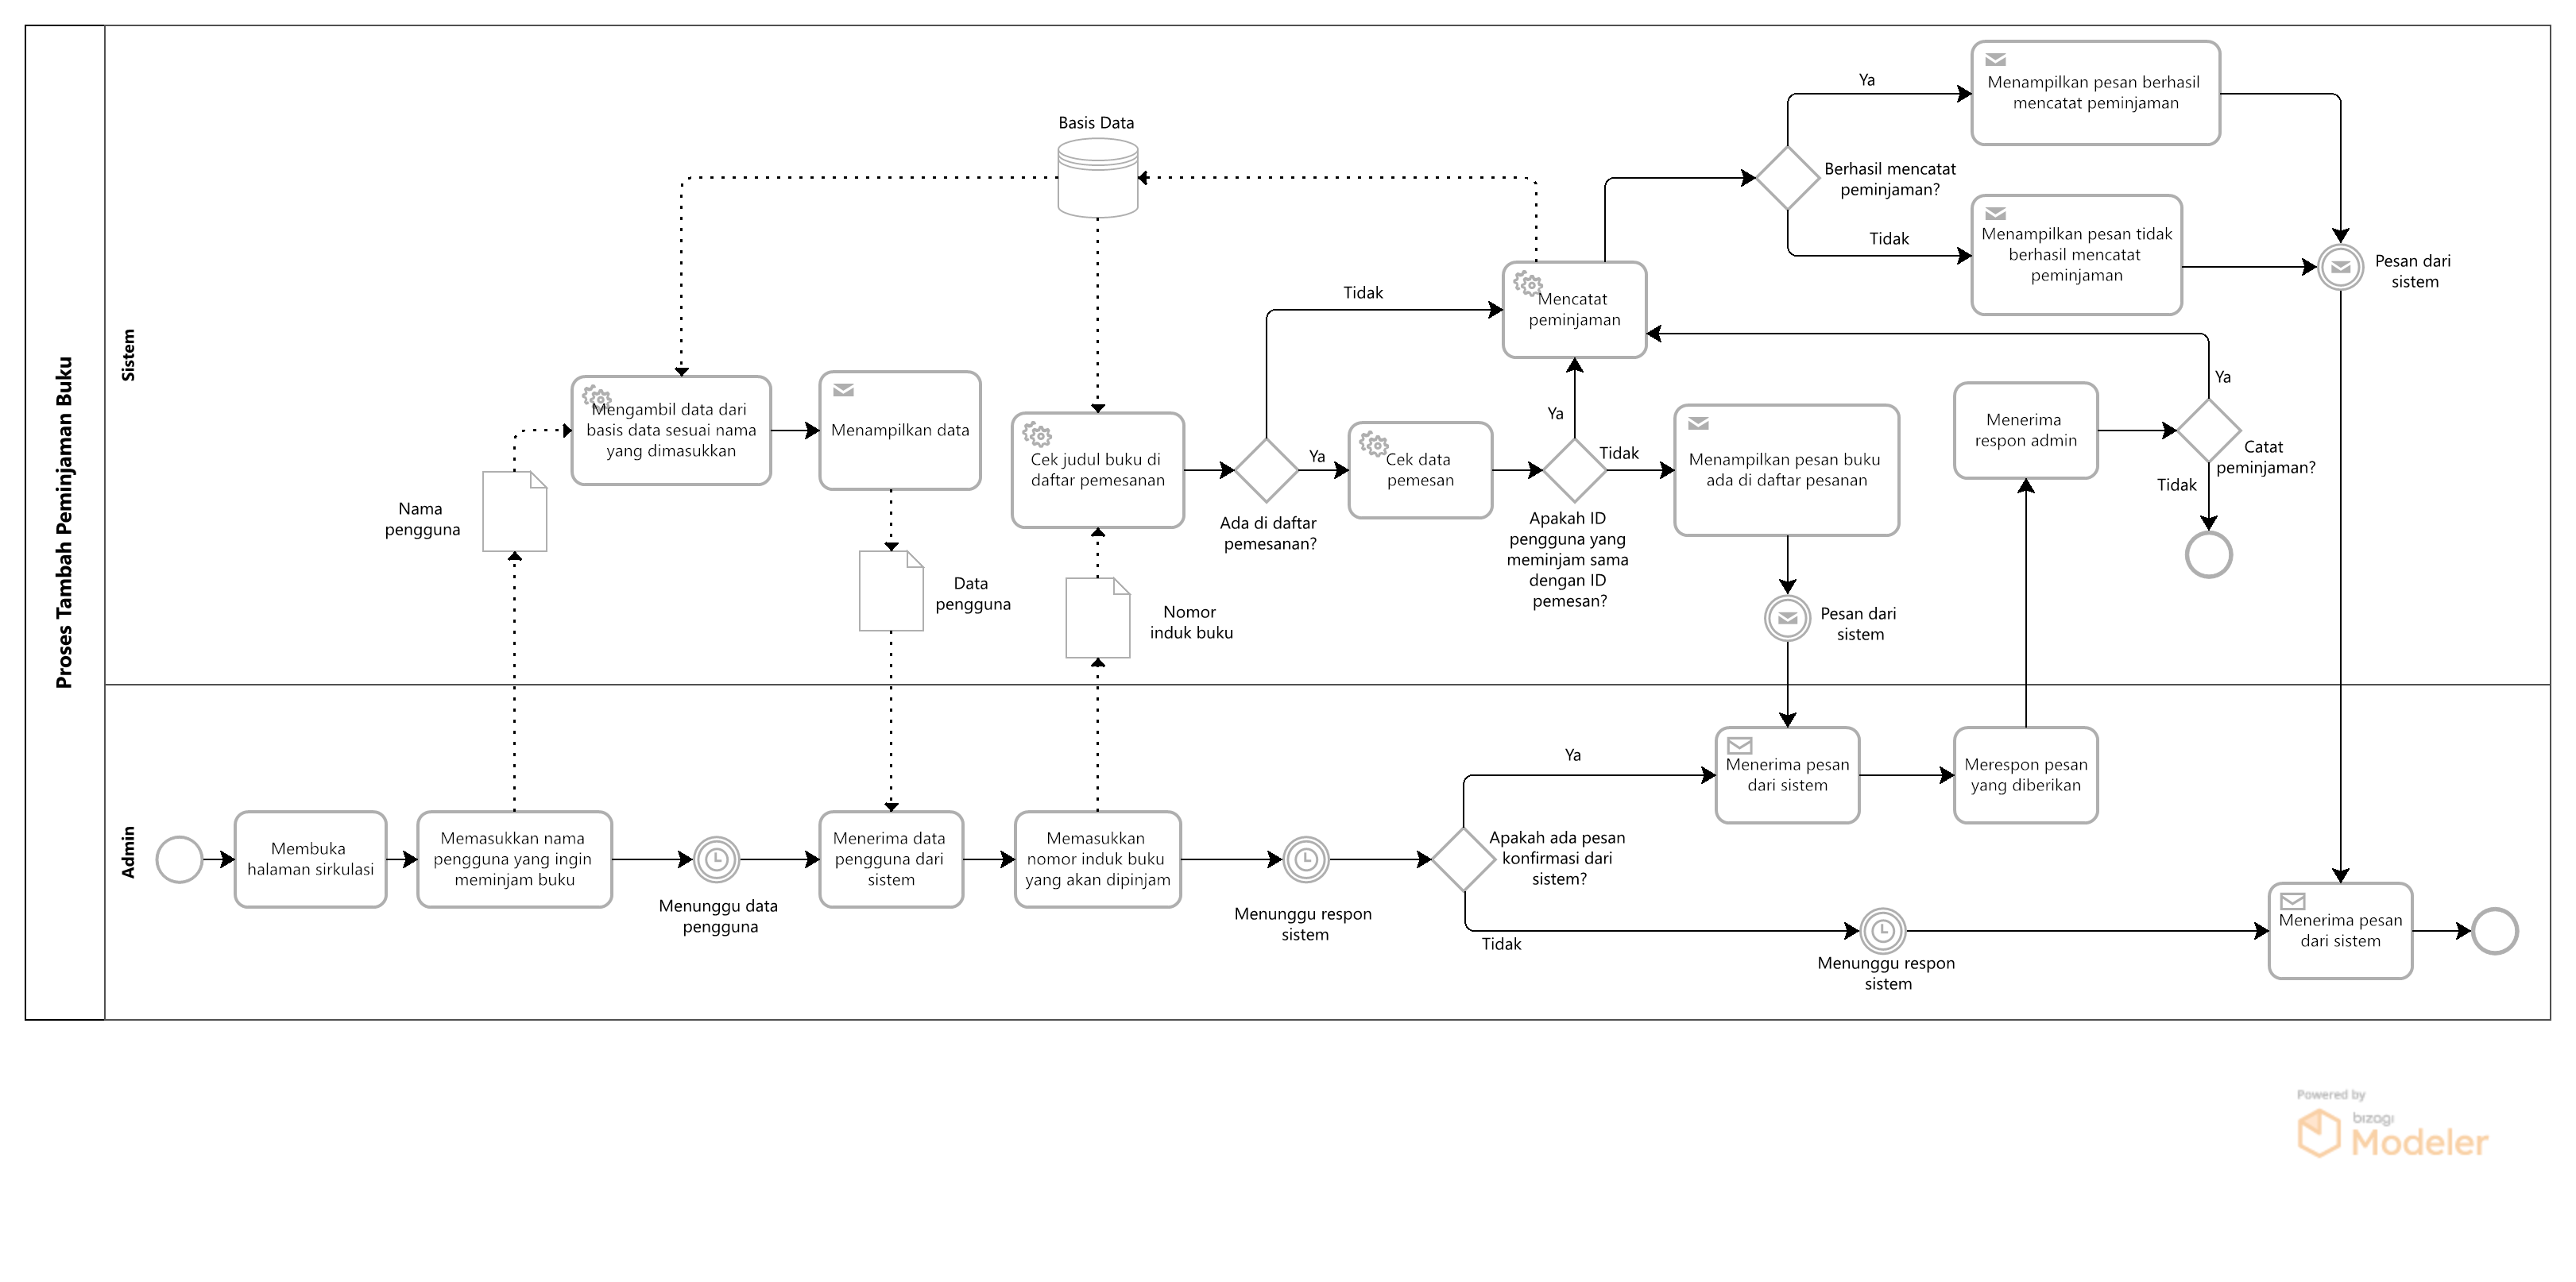 Proses Tambah Peminjaman Buku
Sistem
Admin
Basis Data
Nama
pengguna
Mengambil data dari
basis data sesuai nama
yang dimasukkan
Menampilkan data
Data
pengguna
Cek judul buku di
daftar pemesanan
Nomor
induk buku
Ada di daftar
pemesanan?
Tidak
Ya
Cek data
pemesan
Apakah ID
pengguna yang
meminjam sama
dengan ID
pemesan?
Ya
Tidak
Mencatat
peminjaman
Berhasil mencatat
peminjaman?
Ya
Menampilkan pesan berhasil
mencatat peminjaman
Tidak
Menampilkan pesan tidak
berhasil mencatat
peminjaman
Pesan dari
sistem
Menampilkan pesan buku
ada di daftar pesanan
Pesan dari
sistem
Menerima
respon admin
Ya
Catat
peminjaman?
Tidak
Membuka
halaman sirkulasi
Memasukkan nama
pengguna yang ingin
meminjam buku
Menunggu data
pengguna
Menerima data
pengguna dari
sistem
Memasukkan
nomor induk buku
yang akan dipinjam
Menunggu respon
sistem
Apakah ada pesan
konfirmasi dari
sistem?
Ya
Menerima pesan
dari sistem
Merespon pesan
yang diberikan
Tidak
Menunggu respon
sistem
Menerima pesan
dari sistem
Powered by
bizagi
Modeler